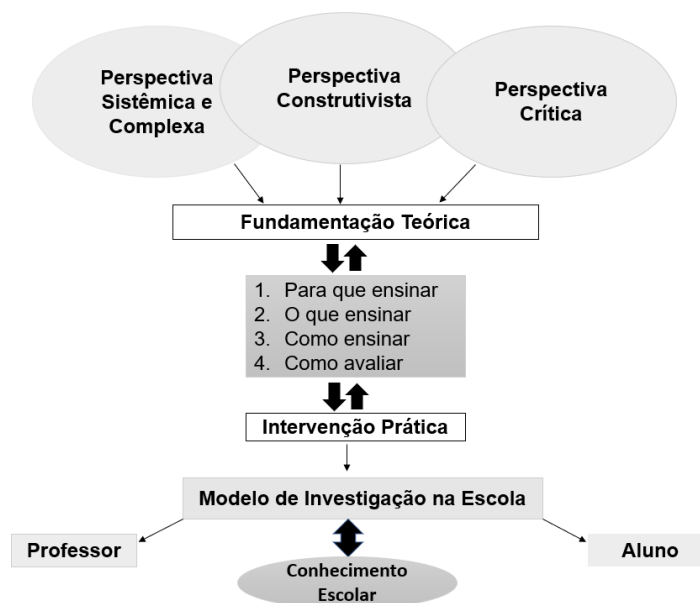 Perspectiva
Sistêmica e
Complexa
Perspectiva
Construtivista
Perspectiva
Crítica
Fundamentação Teórica
1. Para que ensinar
2. O que ensinar
3. Como ensinar
4. Como avaliar
Intervenção Prática
Modelo de Investigação na Escola
Professor
Aluno
Conhecimento
Escolar